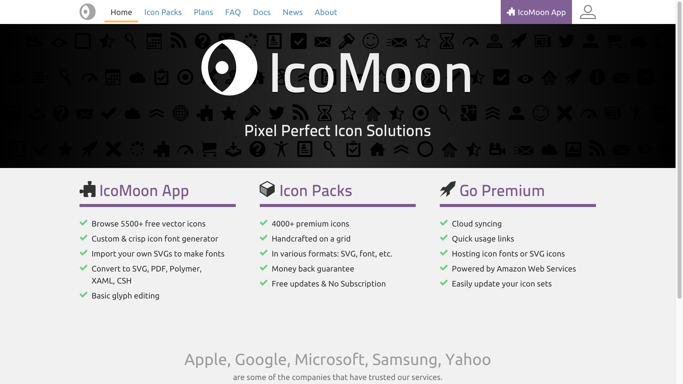 Home Icon Packs Plans FAQ Docs News About IcoMoon App
IcoMoon
Pixel Perfect Icon Solutions
IcoMoon App
Browse 5500+ free vector icons
Custom & crisp icon font generator
Import your own SVGs to make fonts
Convert to SVG, PDF, Polymer,
XAML, CSH
Basic glyph editing
Icon Packs
4000+ premium icons
Handcrafted on a grid
In various formats: SVG, font, etc.
Money back guarantee
Free updates & No Subscription
Go Premium
Cloud syncing
Quick usage links
Hosting icon fonts or SVG icons
Powered by Amazon Web Services
Easily update your icon sets
Apple, Google, Microsoft, Samsung, Yahoo
are some of the companies that have trusted our services.